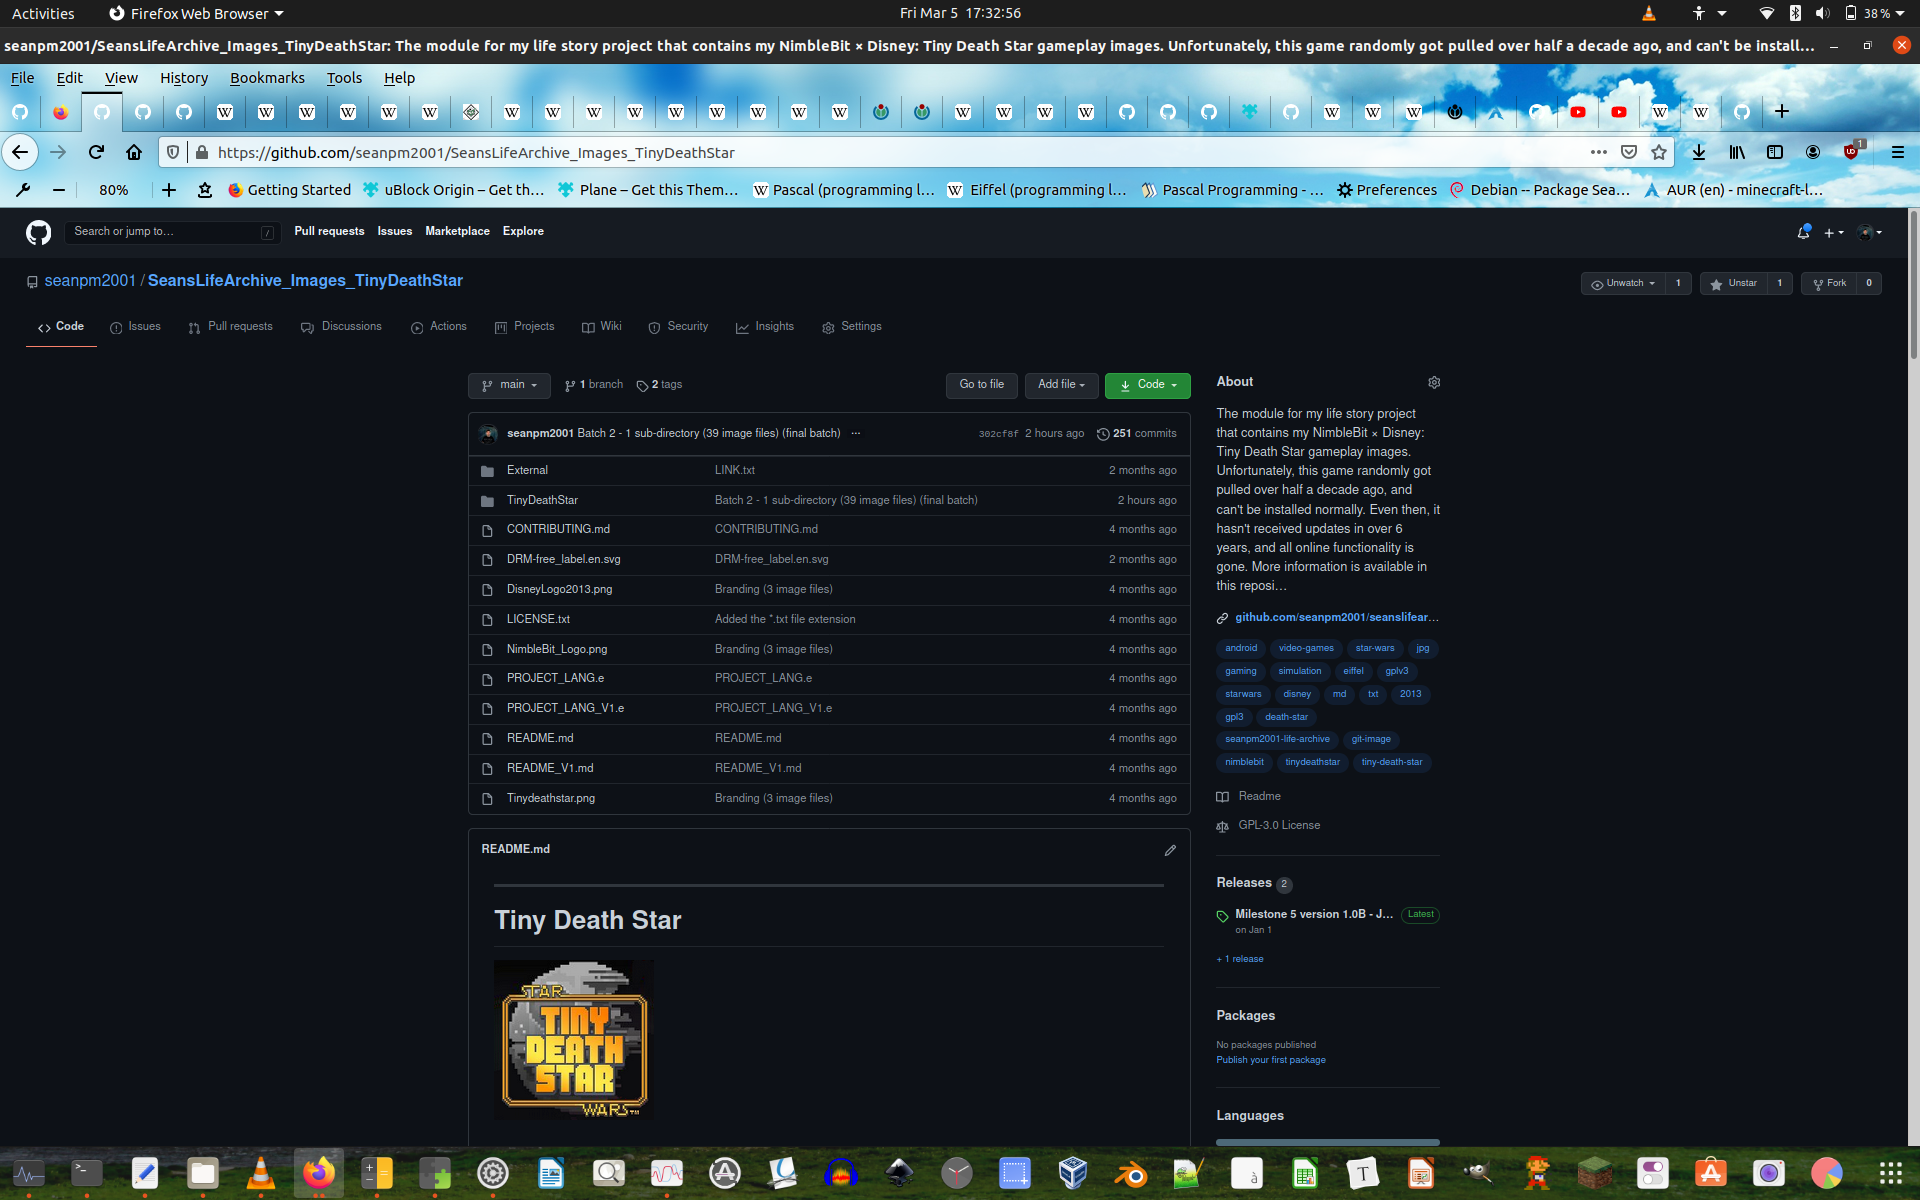 Activities
Firefox Web Browser
Fri Mar 5 17:32:56
38 %
seanpm2001/SeansLifeArchive_Images_TinyDeathStar: The module for my life story project that contains my NimbleBit × Disney: Tiny Death Star gameplay images. Unfortunately, this game randomly got pulled over half a decade ago, and can't be install...
File Edit View History Bookmarks Tools Help
https://github.com/seanpm2001/SeansLifeArchive_Images_TinyDeathStar
1
80%
Getting Started
uBlock Origin – Get th…
Plane – Get this Them…
Pascal (programming l…
Eiffel (programming l…
Pascal Programming - …
Preferences
Debian -- Package Sea…
AUR (en) - minecraft-l…
Search or jump to…
/
Pull requests Issues Marketplace Explore
seanpm2001 / SeansLifeArchive_Images_TinyDeathStar
Unwatch 1
Unstar 1
Fork 0
Code Issues Pull requests Discussions Actions Projects Wiki Security Insights Settings
main 1 branch 2 tags
Go to file Add file Code
seanpm2001 Batch 2 - 1 sub-directory (39 image files) (final batch) ... 302cf8f 2 hours ago 251 commits
External LINK.txt 2 months ago
TinyDeathStar Batch 2 - 1 sub-directory (39 image files) (final batch) 2 hours ago
CONTRIBUTING.md CONTRIBUTING.md 4 months ago
DRM-free_label.en.svg DRM-free_label.en.svg 2 months ago
DisneyLogo2013.png Branding (3 image files) 4 months ago
LICENSE.txt Added the *.txt file extension 4 months ago
NimbleBit_Logo.png Branding (3 image files) 4 months ago
PROJECT_LANG.e PROJECT_LANG.e 4 months ago
PROJECT_LANG_V1.e PROJECT_LANG_V1.e 4 months ago
README.md README.md 4 months ago
README_V1.md README_V1.md 4 months ago
Tinydeathstar.png Branding (3 image files) 4 months ago
README.md
Tiny Death Star
STAR
TINY
DEATH
STAR
WARS™
About
The module for my life story project
that contains my NimbleBit × Disney:
Tiny Death Star gameplay images.
Unfortunately, this game randomly got
pulled over half a decade ago, and
can't be installed normally. Even then, it
hasn't received updates in over 6
years, and all online functionality is
gone. More information is available in
this reposi…
github.com/seanpm2001/seanslifear…
android video-games star-wars jpg
gaming simulation eiffel gplv3
starwars disney md txt 2013
gpl3 death-star
seanpm2001-life-archive git-image
nimblebit tinydeathstar tiny-death-star
Readme
GPL-3.0 License
Releases 2
Milestone 5 version 1.0B - J... Latest
on Jan 1
+ 1 release
Packages
No packages published
Publish your first package
Languages